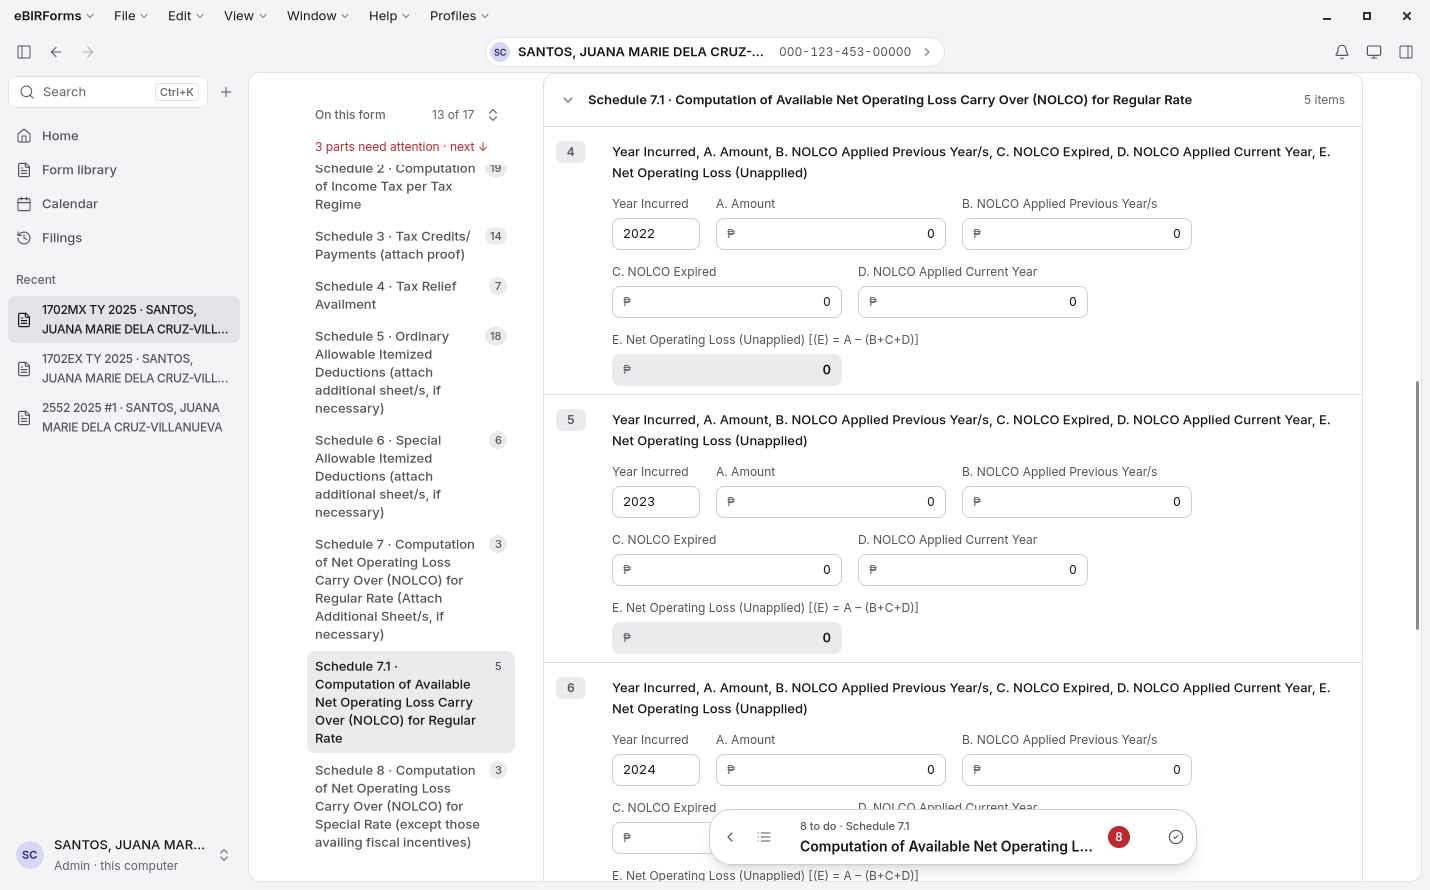 eBIRForms File Edit View Window Help Profiles
SC SANTOS, JUANA MARIE DELA CRUZ-... 000-123-453-00000
Search Ctrl+K
Home
Form library
Calendar
Filings
Recent
1702MX TY 2025 · SANTOS,
JUANA MARIE DELA CRUZ-VILL...
1702EX TY 2025 · SANTOS,
JUANA MARIE DELA CRUZ-VILL...
2552 2025 #1 · SANTOS, JUANA
MARIE DELA CRUZ-VILLANUEVA
SC SANTOS, JUANA MAR...
Admin · this computer
On this form 13 of 17
3 parts need attention · next ↓
Schedule 2 · Computation 19
of Income Tax per Tax
Regime
Schedule 3 · Tax Credits/ 14
Payments (attach proof)
Schedule 4 · Tax Relief 7
Availment
Schedule 5 · Ordinary 18
Allowable Itemized
Deductions (attach
additional sheet/s, if
necessary)
Schedule 6 · Special 6
Allowable Itemized
Deductions (attach
additional sheet/s, if
necessary)
Schedule 7 · Computation 3
of Net Operating Loss
Carry Over (NOLCO) for
Regular Rate (Attach
Additional Sheet/s, if
necessary)
Schedule 7.1 · 5
Computation of Available
Net Operating Loss Carry
Over (NOLCO) for Regular
Rate
Schedule 8 · Computation 3
of Net Operating Loss
Carry Over (NOLCO) for
Special Rate (except those
availing fiscal incentives)
Schedule 7.1 · Computation of Available Net Operating Loss Carry Over (NOLCO) for Regular Rate 5 items
4 Year Incurred, A. Amount, B. NOLCO Applied Previous Year/s, C. NOLCO Expired, D. NOLCO Applied Current Year, E.
Net Operating Loss (Unapplied)
Year Incurred A. Amount B. NOLCO Applied Previous Year/s
2022 ₱ 0 ₱ 0
C. NOLCO Expired D. NOLCO Applied Current Year
₱ 0 ₱ 0
E. Net Operating Loss (Unapplied) [(E) = A – (B+C+D)]
₱ 0
5 Year Incurred, A. Amount, B. NOLCO Applied Previous Year/s, C. NOLCO Expired, D. NOLCO Applied Current Year, E.
Net Operating Loss (Unapplied)
Year Incurred A. Amount B. NOLCO Applied Previous Year/s
2023 ₱ 0 ₱ 0
C. NOLCO Expired D. NOLCO Applied Current Year
₱ 0 ₱ 0
E. Net Operating Loss (Unapplied) [(E) = A – (B+C+D)]
₱ 0
6 Year Incurred, A. Amount, B. NOLCO Applied Previous Year/s, C. NOLCO Expired, D. NOLCO Applied Current Year, E.
Net Operating Loss (Unapplied)
Year Incurred A. Amount B. NOLCO Applied Previous Year/s
2024 ₱ 0 ₱ 0
C. NOLCO Expired D. NOLCO Applied Current Year
₱
E. Net Operating Loss (Unapplied) [(E) = A – (B+C+D)]
8 to do · Schedule 7.1
Computation of Available Net Operating L... 8